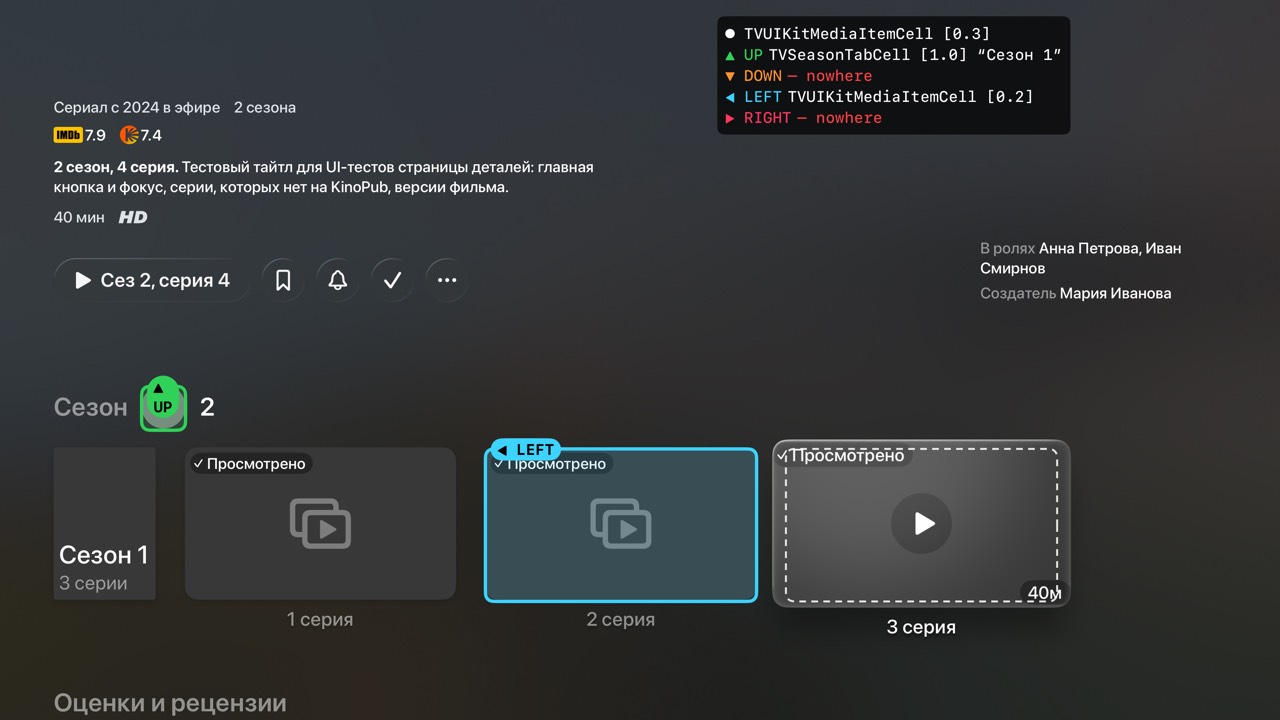 ● TVUIKitMediaItemCell [0.3]
▲ UP TVSeasonTabCell [1.0] “Сезон 1”
▼ DOWN — nowhere
◀ LEFT TVUIKitMediaItemCell [0.2]
▶ RIGHT — nowhere
Сериал с 2024 в эфире 2 сезона
IMDb 7.9 7.4
2 сезон, 4 серия. Тестовый тайтл для UI-тестов страницы деталей: главная
кнопка и фокус, серии, которых нет на KinoPub, версии фильма.
40 мин HD
В ролях Анна Петрова, Иван
Смирнов
Создатель Мария Иванова
Сез 2, серия 4
Сезон ▲ UP 2
◀ LEFT
✓ Просмотрено
✓ Просмотрено
✓ Просмотрено
Сезон 1
3 серии
40м
1 серия
2 серия
3 серия
Оценки и рецензии